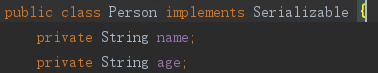 public class Person implements Serializable {
private String name;
private String age;